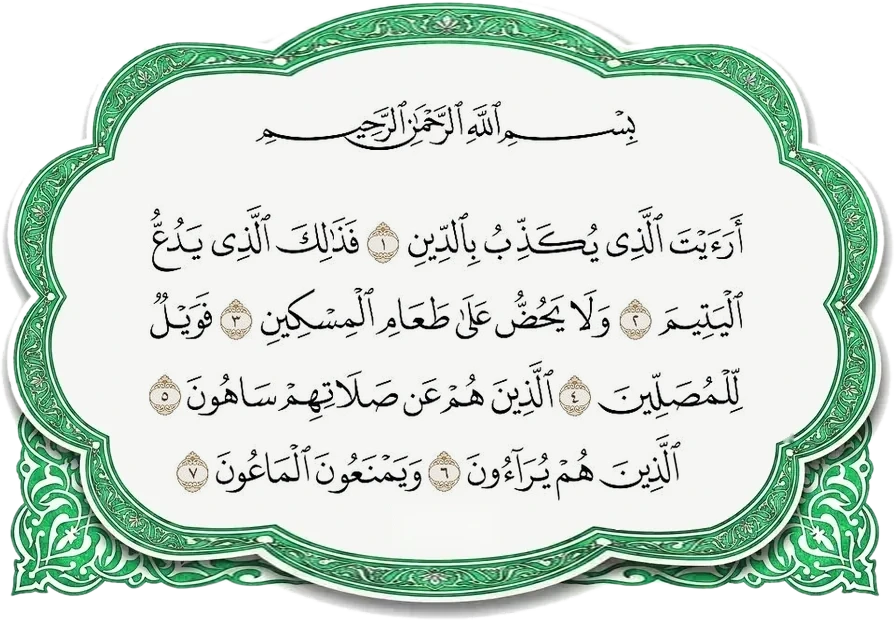 بِسْمِ ٱللَّهِ ٱلرَّحْمَٰنِ ٱلرَّحِيمِ
أَرَءَيْتَ ٱلَّذِى يُكَذِّبُ بِٱلدِّينِ ١ فَذَٰلِكَ ٱلَّذِى يَدُعُّ
ٱلْيَتِيمَ ٢ وَلَا يَحُضُّ عَلَىٰ طَعَامِ ٱلْمِسْكِينِ ٣ فَوَيْلٌ
لِّلْمُصَلِّينَ ٤ ٱلَّذِينَ هُمْ عَن صَلَاتِهِمْ سَاهُونَ ٥
ٱلَّذِينَ هُمْ يُرَآءُونَ ٦ وَيَمْنَعُونَ ٱلْمَاعُونَ ٧